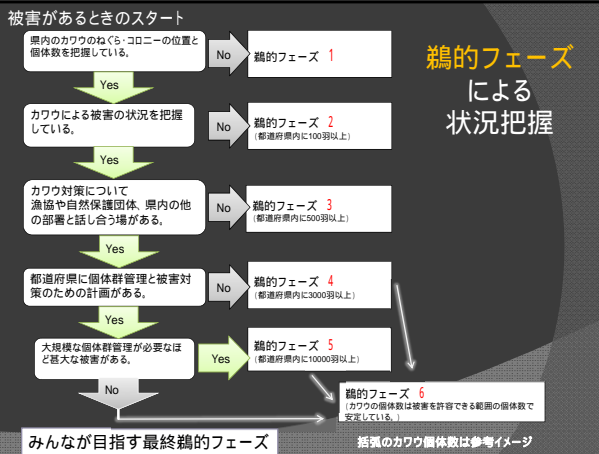 被害があるときのスタート
県内のカワウのねぐら・コロニーの位置と
個体数を把握している。
No
鵜的フェーズ 1
Yes
カワウによる被害の状況を把握
している。
No
鵜的フェーズ 2
(都道府県内に100羽以上)
Yes
カワウ対策について
漁協や自然保護団体、県内の他
の部署と話し合う場がある。
No
鵜的フェーズ 3
(都道府県内に500羽以上)
Yes
都道府県に個体群管理と被害対
策のための計画がある。
No
鵜的フェーズ 4
(都道府県内に3000羽以上)
Yes
大規模な個体群管理が必要なほ
ど甚大な被害がある。
Yes
鵜的フェーズ 5
(都道府県内に10000羽以上)
No
鵜的フェーズ 6
(カワウの個体数は被害を許容できる範囲の個体数で
安定している。)
みんなが目指す最終鵜的フェーズ
括弧のカワウ個体数は参考イメージ
鵜的フェーズ
による
状況把握